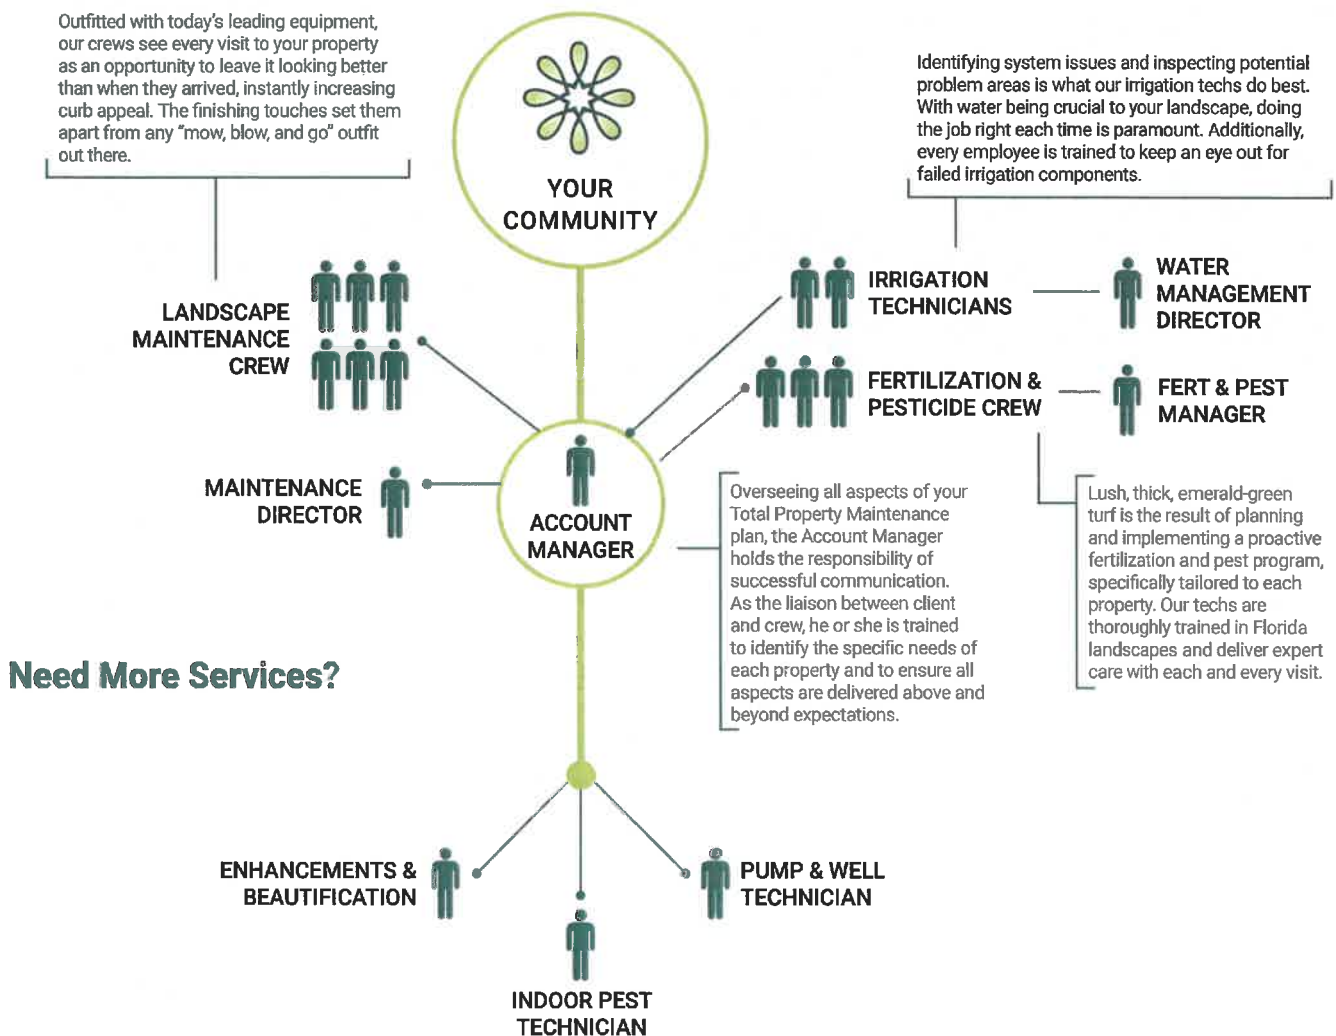 Outfitted with today's leading equipment,
our crews see every visit to your property
as an opportunity to leave it looking better
than when they arrived, instantly increasing
curb appeal. The finishing touches set them
apart from any "mow, blow, and go" outfit
out there.
YOUR
COMMUNITY
Identifying system issues and inspecting potential
problem areas is what our irrigation techs do best.
With water being crucial to your landscape, doing
the job right each time is paramount. Additionally,
every employee is trained to keep an eye out for
failed irrigation components.
LANDSCAPE
MAINTENANCE
CREW
IRRIGATION
TECHNICIANS
WATER
MANAGEMENT
DIRECTOR
FERTILIZATION &
PESTICIDE CREW
FERT & PEST
MANAGER
MAINTENANCE
DIRECTOR
ACCOUNT
MANAGER
Overseeing all aspects of your
Total Property Maintenance
plan, the Account Manager
holds the responsibility of
successful communication.
As the liaison between client
and crew, he or she is trained
to identify the specific needs of
each property and to ensure all
aspects are delivered above and
beyond expectations.
Lush, thick, emerald-green
turf is the result of planning
and implementing a proactive
fertilization and pest program,
specifically tailored to each
property. Our techs are
thoroughly trained in Florida
landscapes and deliver expert
care with each and every visit.
Need More Services?
ENHANCEMENTS &
BEAUTIFICATION
PUMP & WELL
TECHNICIAN
INDOOR PEST
TECHNICIAN